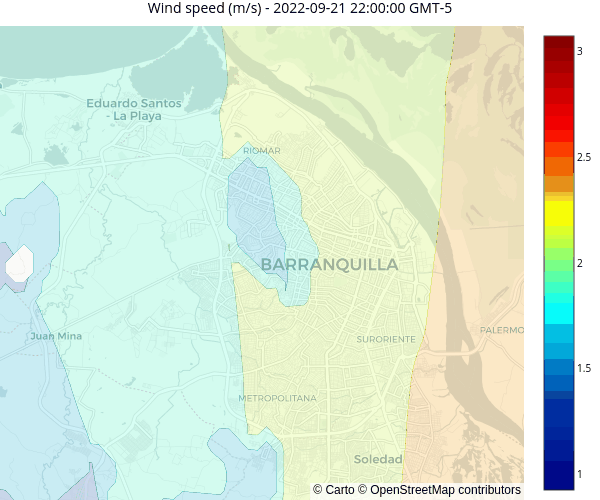 Wind speed (m/s) - 2022-09-21 22:00:00 GMT-5
3
Eduardo Santos
- La Playa
RIOMAR
2.5
BARRANQUILLA
2
Juan Mina
SURORIENTE
PALERMO
1.5
METROPOLITANA
Soledad
1
© Carto © OpenStreetMap contributors